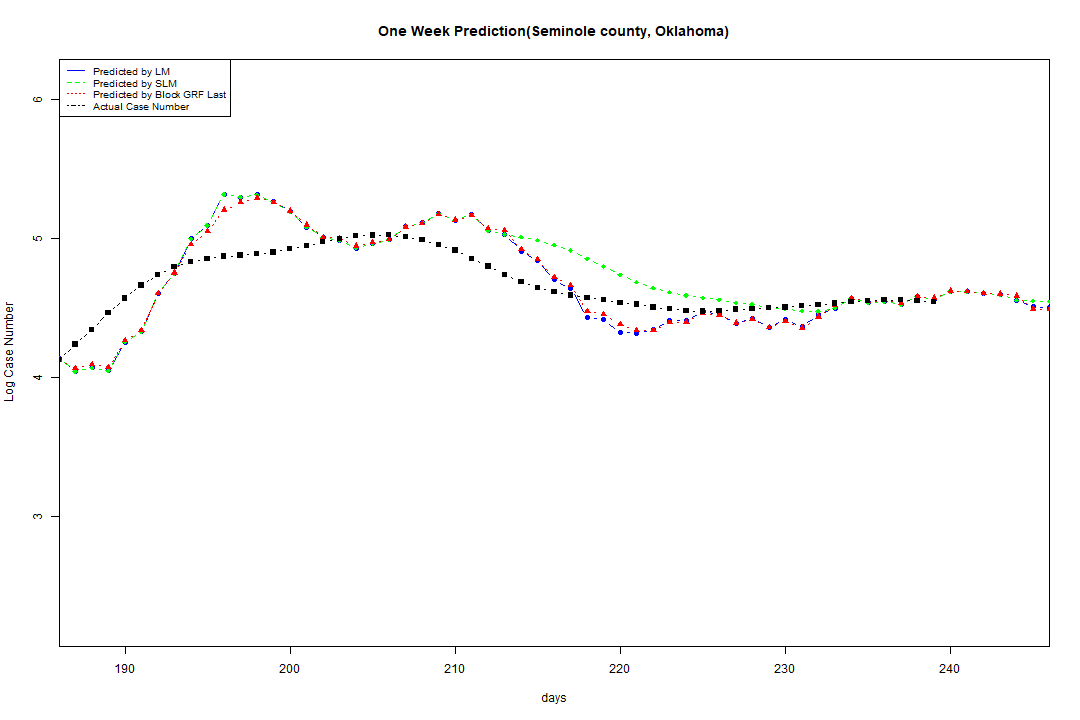 One Week Prediction(Seminole county, Oklahoma)
Predicted by LM
Predicted by SLM
Predicted by Block GRF Last
Actual Case Number
6
5
4
3
Log Case Number
190 200 210 220 230 240
days